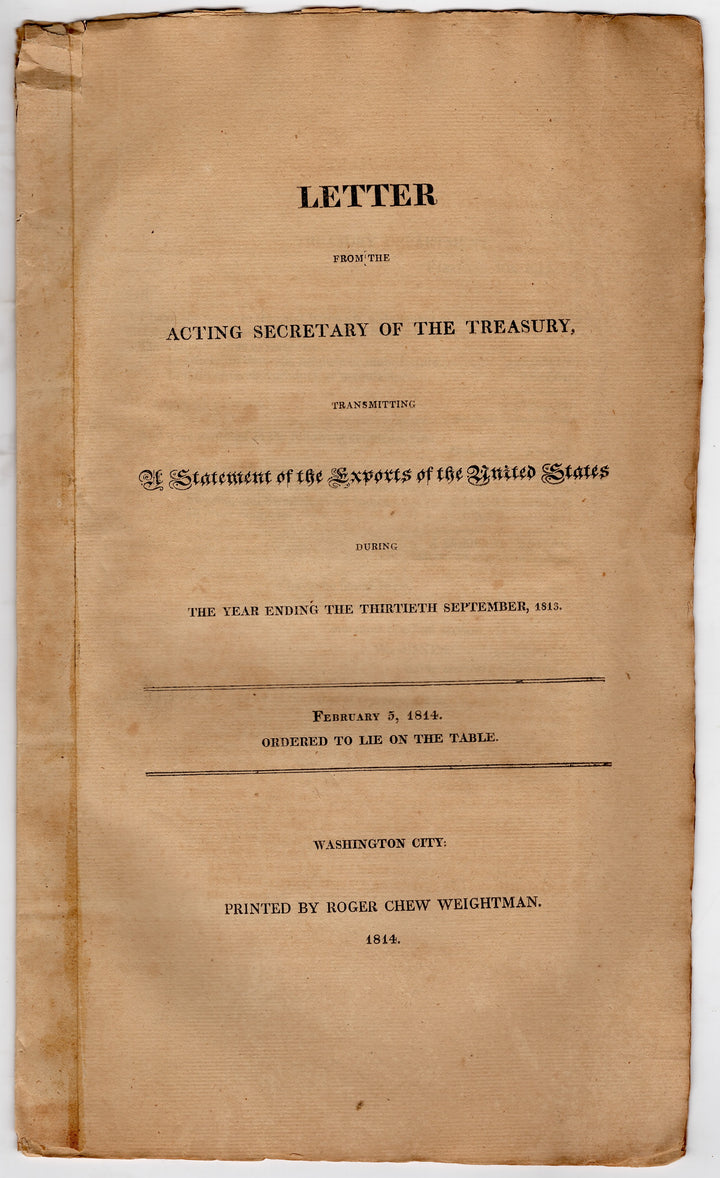 LETTER
FROM THE
ACTING SECRETARY OF THE TREASURY,
TRANSMITTING
A Statement of the Exports of the United States
DURING
THE YEAR ENDING THE THIRTIETH SEPTEMBER, 1813.
FEBRUARY 5, 1814.
ORDERED TO LIE ON THE TABLE.
WASHINGTON CITY:
PRINTED BY ROGER CHEW WEIGHTMAN.
1814.